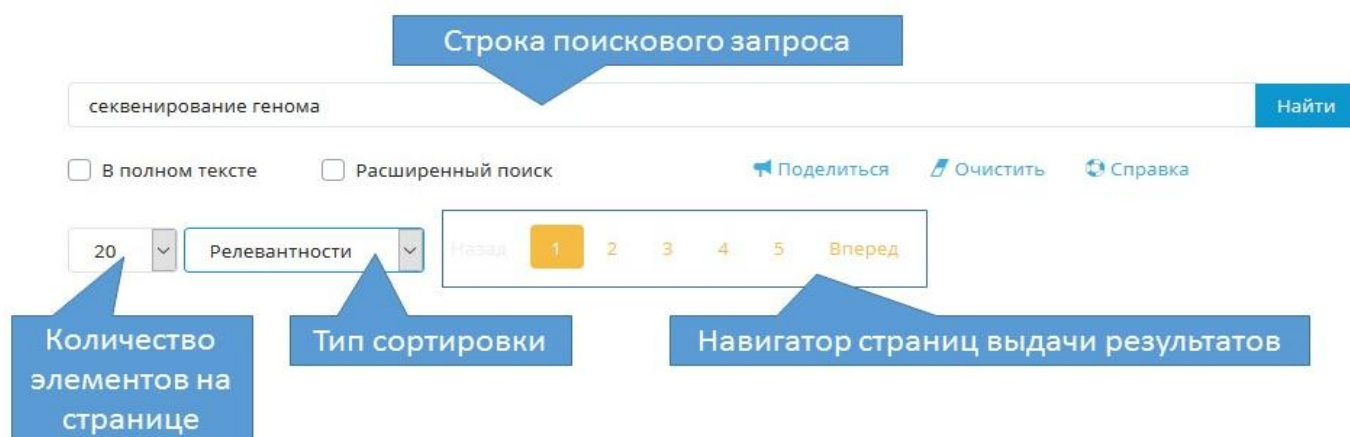 Строка поискового запроса
секвенирование генома
Найти
В полном тексте
Расширенный поиск
Поделиться
Очистить
Справка
20
Релевантности
Назад
1
2
3
4
5
Вперед
Количество
элементов на
странице
Тип сортировки
Навигатор страниц выдачи результатов